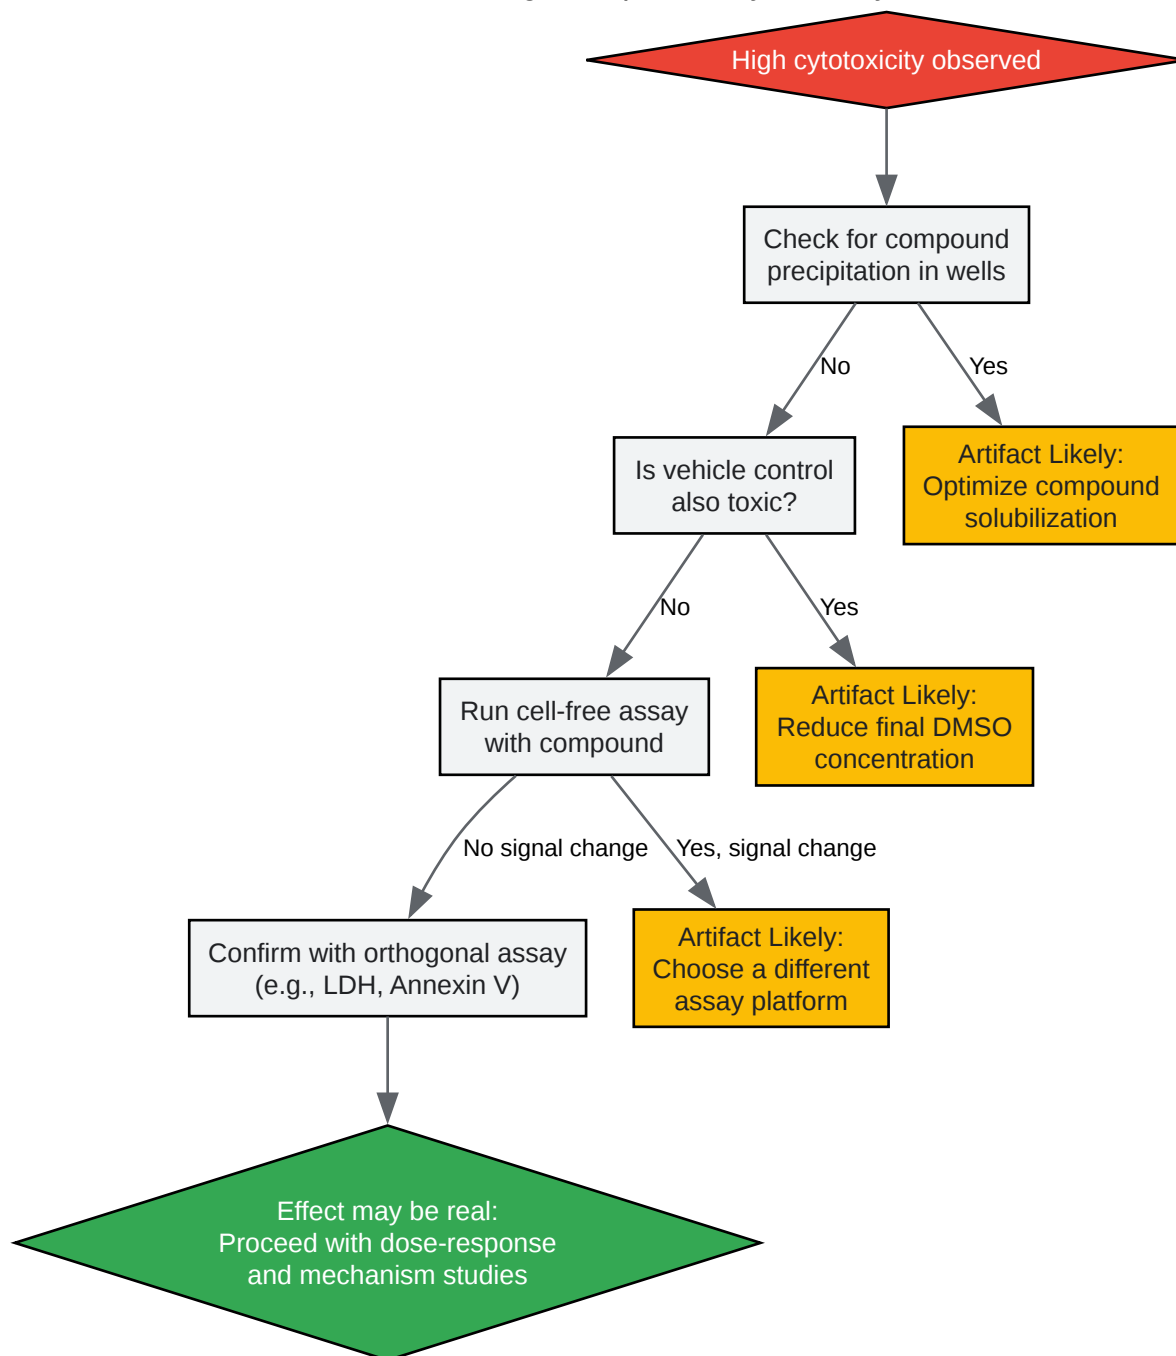 High cytotoxicity observed
Check for compound
precipitation in wells
No
Yes
Is vehicle control
also toxic?
Artifact Likely:
Optimize compound
solubilization
No
Yes
Run cell-free assay
with compound
Artifact Likely:
Reduce final DMSO
concentration
No signal change
Yes, signal change
Confirm with orthogonal assay
(e.g., LDH, Annexin V)
Artifact Likely:
Choose a different
assay platform
Effect may be real:
Proceed with dose-response
and mechanism studies